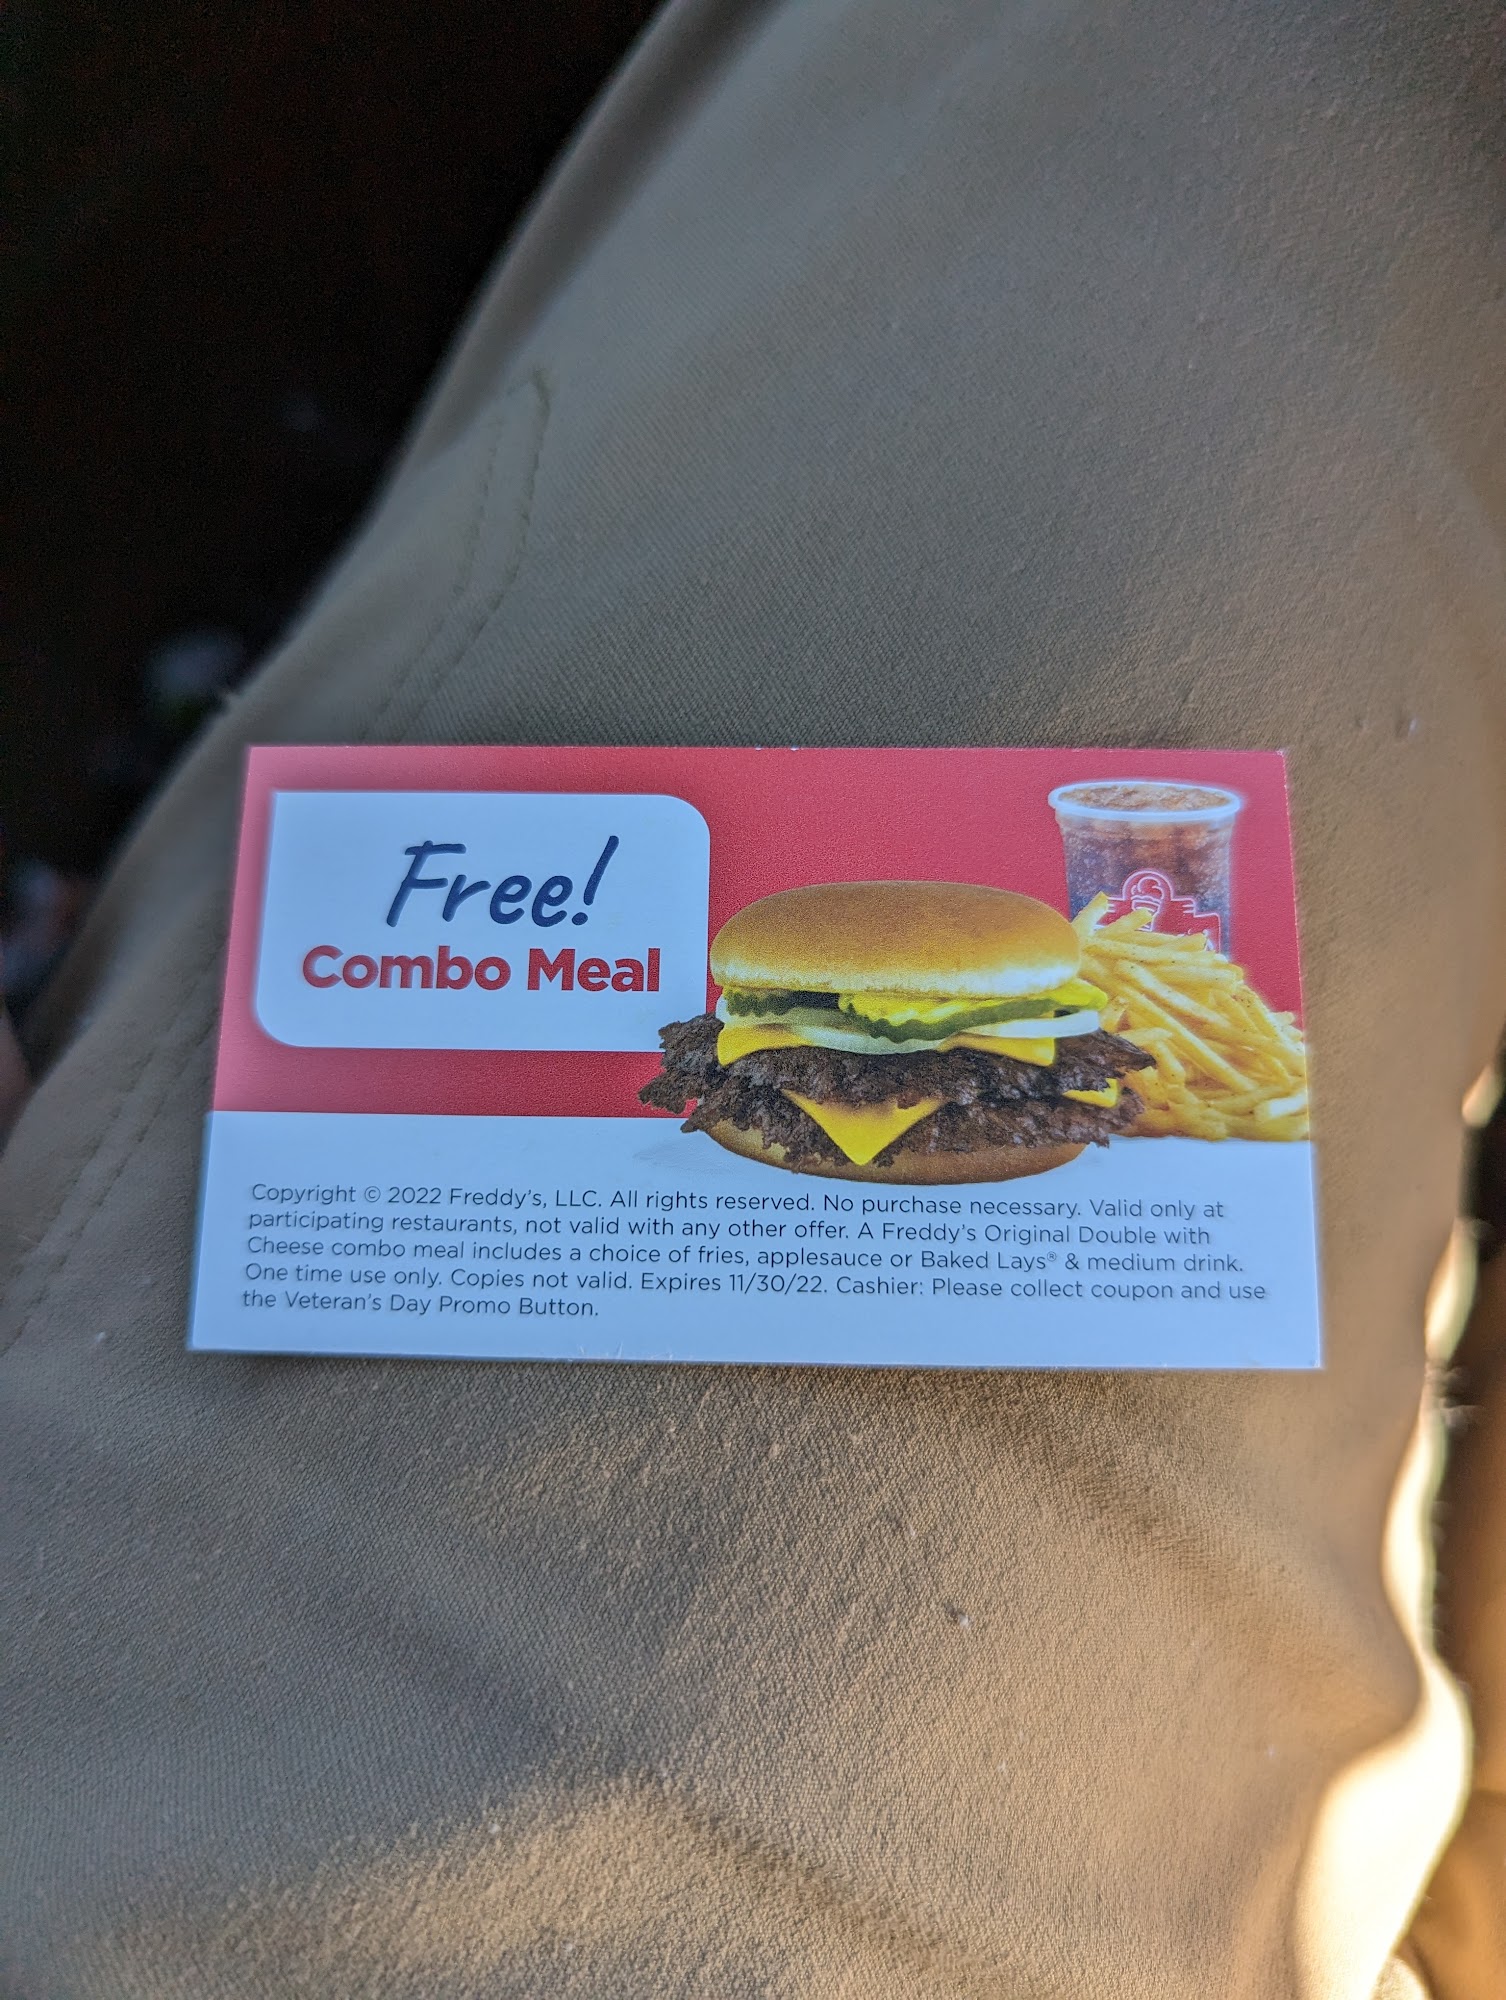 Free!
Combo Meal
Copyright © 2022 Freddy's, LLC. All rights reserved. No purchase necessary. Valid only at
participating restaurants, not valid with any other offer. A Freddy's Original Double with
Cheese combo meal includes a choice of fries, applesauce or Baked Lays® & medium drink.
One time use only. Copies not valid. Expires 11/30/22. Cashier: Please collect coupon and use
the Veteran's Day Promo Button.